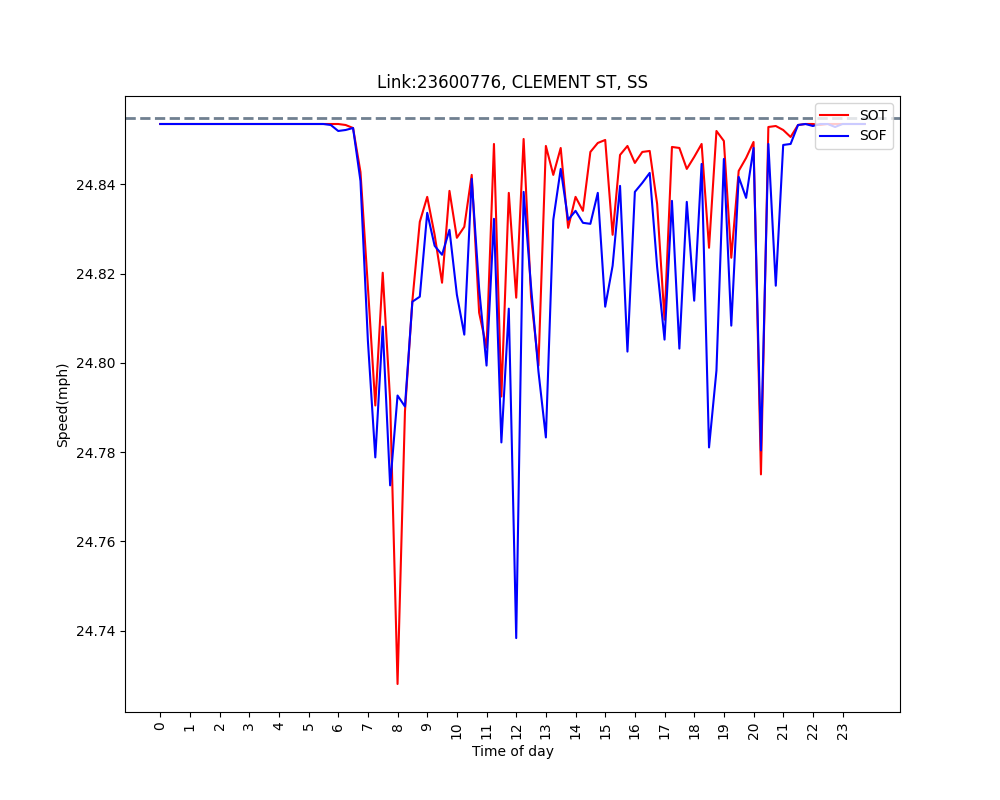 Link:23600776, CLEMENT ST, SS
SOT
SOF
24.84
24.82
24.80
24.78
24.76
24.74
Speed(mph)
0 1 2 3 4 5 6 7 8 9 10 11 12 13 14 15 16 17 18 19 20 21 22 23
Time of day